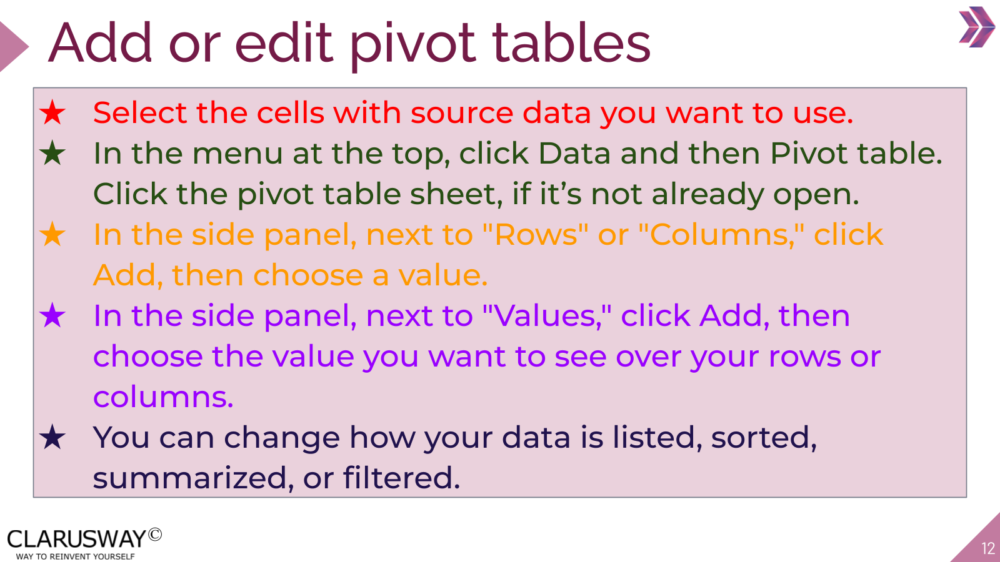 Add or edit pivot tables
★ Select the cells with source data you want to use.
★ In the menu at the top, click Data and then Pivot table.
Click the pivot table sheet, if it’s not already open.
★ In the side panel, next to "Rows" or "Columns," click
Add, then choose a value.
★ In the side panel, next to "Values," click Add, then
choose the value you want to see over your rows or
columns.
★ You can change how your data is listed, sorted,
summarized, or filtered.
CLARUSWAY©
WAY TO REINVENT YOURSELF
12